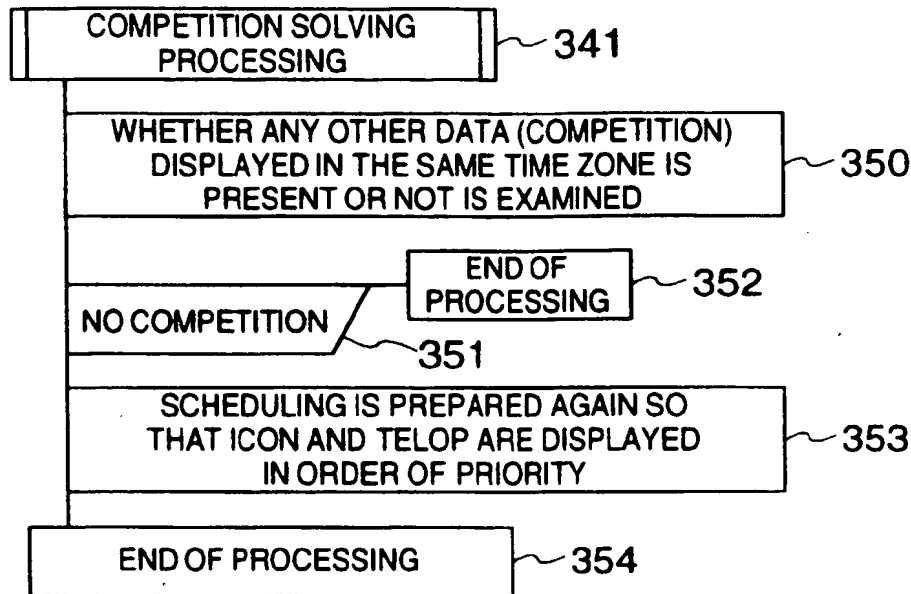 COMPETITION SOLVING
PROCESSING
341
WHETHER ANY OTHER DATA (COMPETITION)
DISPLAYED IN THE SAME TIME ZONE IS
PRESENT OR NOT IS EXAMINED
350
END OF
PROCESSING
352
NO COMPETITION
351
SCHEDULING IS PREPARED AGAIN SO
THAT ICON AND TELOP ARE DISPLAYED
IN ORDER OF PRIORITY
353
END OF PROCESSING
354